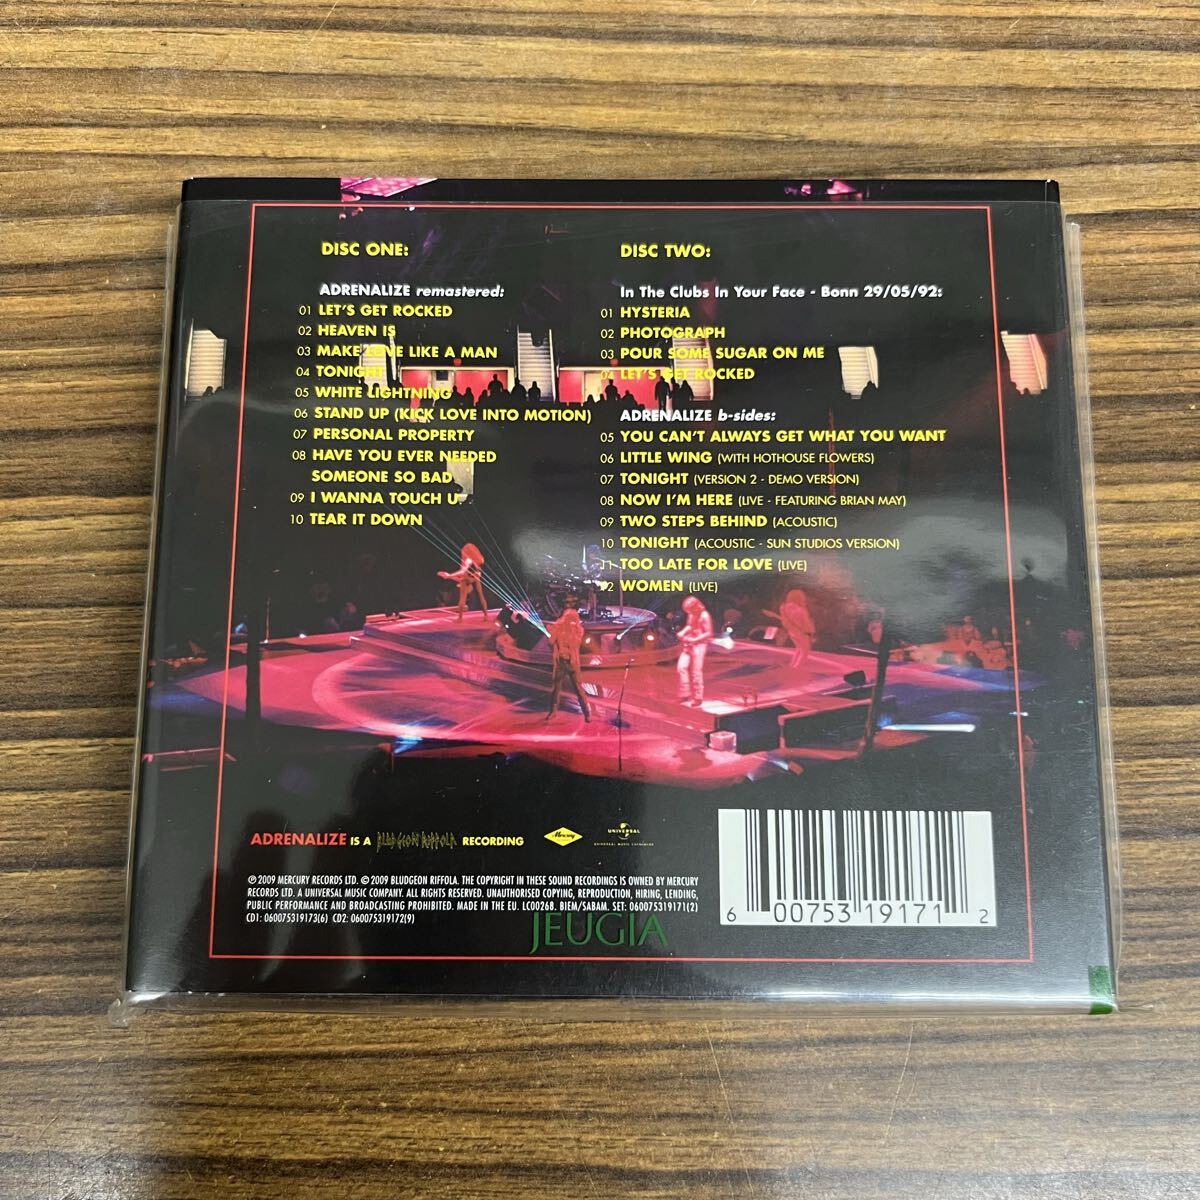 DISC ONE:
ADRENALIZE remastered:
01 LET'S GET ROCKED
02 HEAVEN IS
03 MAKE LOVE LIKE A MAN
04 TONIGHT
05 WHITE LIGHTNING
06 STAND UP (KICK LOVE INTO MOTION)
07 PERSONAL PROPERTY
08 HAVE YOU EVER NEEDED
SOMEONE SO BAD
09 I WANNA TOUCH U
10 TEAR IT DOWN
DISC TWO:
In The Clubs In Your Face - Bonn 29/05/92:
01 HYSTERIA
02 PHOTOGRAPH
03 POUR SOME SUGAR ON ME
04 LET'S GET ROCKED
ADRENALIZE b-sides:
05 YOU CAN'T ALWAYS GET WHAT YOU WANT
06 LITTLE WING (WITH HOTHOUSE FLOWERS)
07 TONIGHT (VERSION 2 - DEMO VERSION)
08 NOW I'M HERE (LIVE - FEATURING BRIAN MAY)
09 TWO STEPS BEHIND (ACOUSTIC)
10 TONIGHT (ACOUSTIC - SUN STUDIOS VERSION)
11 TOO LATE FOR LOVE (LIVE)
12 WOMEN (LIVE)
ADRENALIZE IS A BLUDGEON RIFFOLA RECORDING
Mercury
UNIVERSAL
UNIVERSAL MUSIC CATALOGUE
℗ 2009 MERCURY RECORDS LTD. © 2009 BLUDGEON RIFFOLA. THE COPYRIGHT IN THESE SOUND RECORDINGS IS OWNED BY MERCURY
RECORDS LTD. A UNIVERSAL MUSIC COMPANY. ALL RIGHTS RESERVED. UNAUTHORISED COPYING, REPRODUCTION, HIRING, LENDING,
PUBLIC PERFORMANCE AND BROADCASTING PROHIBITED. MADE IN THE EU. LC00268. BIEM/SABAM. SET: 060075319171(2)
CD1: 060075319173(6) CD2: 060075319172(9)
JEUGIA
6 00753 19171 2